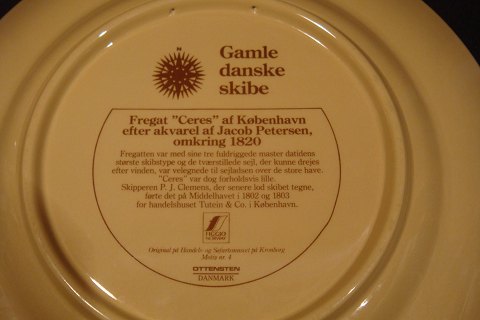 N
Gamle
danske
skibe
Fregat "Ceres" af København
efter akvarel af Jacob Petersen,
omkring 1820
Fregatten var med sine tre fuldriggede master datidens
største skibstype og de tværstillede sejl, der kunne drejes
efter vinden, var velegnede til sejladsen over de store have.
"Ceres" var dog forholdsvis lille.
Skipperen P. J. Clemens, der senere lod skibet tegne,
førte det på Middelhavet i 1802 og 1803
for handelshuset Tutein & Co. i København.
Original på Handels- og Søfartsmuseet på Kronborg
Motiv nr. 4
OTTENSTEN
DANMARK